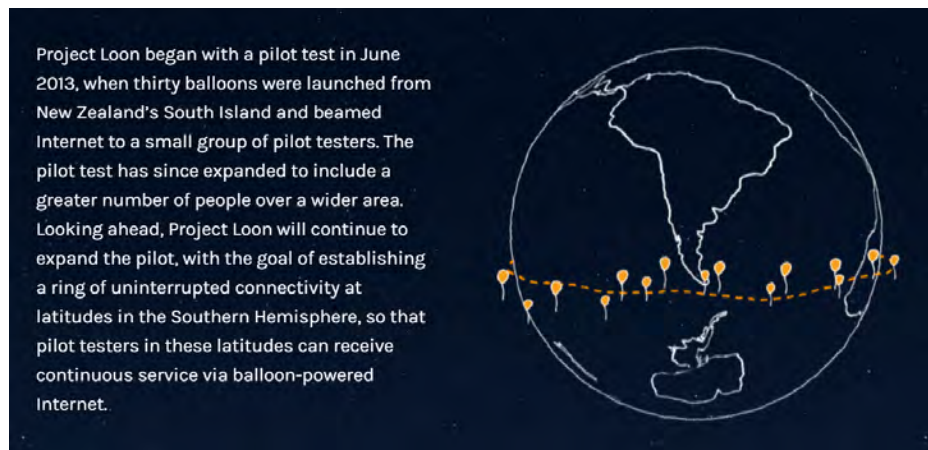 Project Loon began with a pilot test in June
2013, when thirty balloons were launched from
New Zealand's South Island and beamed
Internet to a small group of pilot testers. The
pilot test has since expanded to include a
greater number of people over a wider area.
Looking ahead, Project Loon will continue to
expand the pilot, with the goal of establishing
a ring of uninterrupted connectivity at
latitudes in the Southern Hemisphere, so that
pilot testers in these latitudes can receive
continuous service via balloon-powered
Internet.